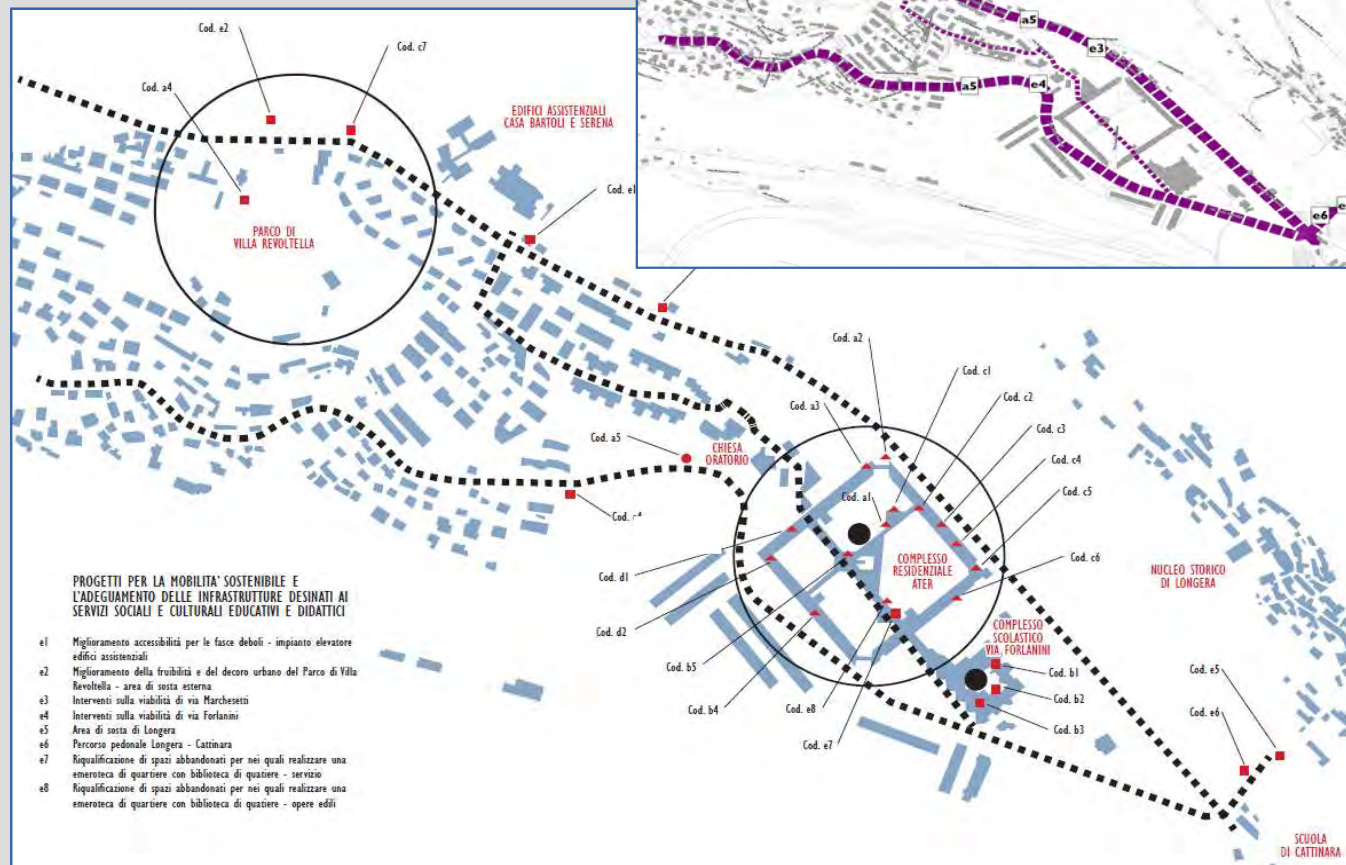 Cod. e2
Cod. c7
Cod. a4
EDIFICI ASSISTENZIALI
CASA BARTOLI E SERENA
Cod. e1
PARCO DI
VILLA REVOLTELLA
a5
e3
a5
e4
e6
Cod. a2
Cod. c1
Cod. a3
Cod. c2
Cod. c3
Cod. a5
CHIESA
ORATORIO
Cod. c4
Cod. c5
Cod. a1
Cod.
COMPLESSO
RESIDENZIALE
ATER
Cod. c6
NUCLEO STORICO
DI LONGERA
Cod. d1
Cod. d2
COMPLESSO
SCOLASTICO
VIA FORLANINI
Cod. b5
Cod. b1
Cod. e5
Cod. b4
Cod. e8
Cod. b2
Cod. e6
Cod. b3
Cod. e7
SCUOLA
DI CATTINARA
PROGETTI PER LA MOBILITA' SOSTENIBILE E
L'ADEGUAMENTO DELLE INFRASTRUTTURE DESINATI AI
SERVIZI SOCIALI E CULTURALI EDUCATIVI E DIDATTICI
e1 Miglioramento accessibilità per le fasce deboli - impianto elevatore
edifici assistenziali
e2 Miglioramento della fruibilità e del decoro urbano del Parco di Villa
Revoltella - area di sosta esterna
e3 Interventi sulla viabilità di via Marchesetti
e4 Interventi sulla viabilità di via Forlanini
e5 Area di sosta di Longera
e6 Percorso pedonale Longera - Cattinara
e7 Riqualificazione di spazi abbandonati per nei quali realizzare una
emeroteca di quartiere con biblioteca di quatiere - servizio
e8 Riqualificazione di spazi abbandonati per nei quali realizzare una
emeroteca di quartiere con biblioteca di quatiere - opere edili